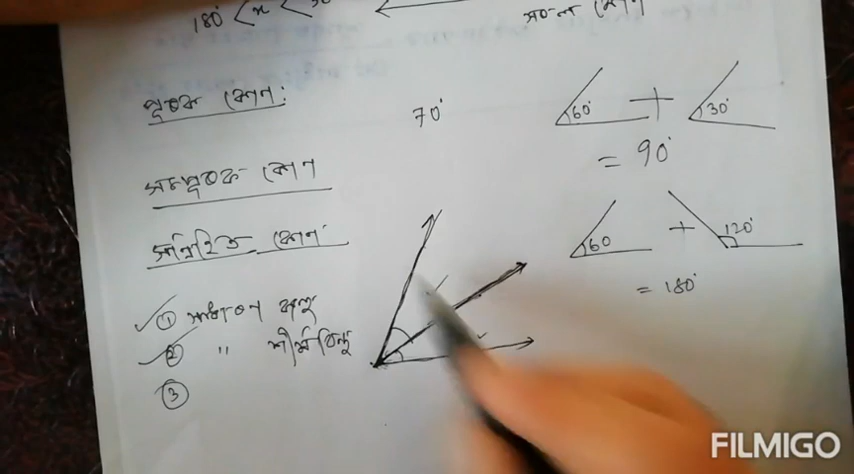 180° < x <
সরল কোণ
পূরক কোণ:
70°
60° + 30°
= 90°
সম্পূরক কোণ
60 + 120°
= 180°
সন্নিহিত কোণ:
① সাধারণ বাহু
② " শীর্ষবিন্দু
③
FILMIGO